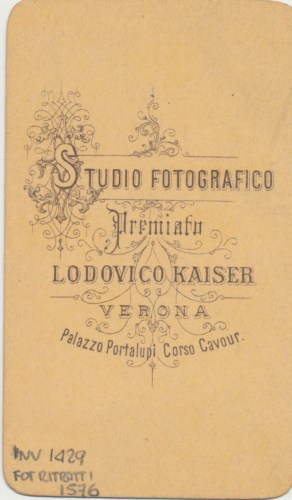 STUDIO FOTOGRAFICO
Premiato
LODOVICO KAISER
VERONA
Palazzo Portalupi Corso Cavour.
INV 1429
FOT RITRATTI
1576